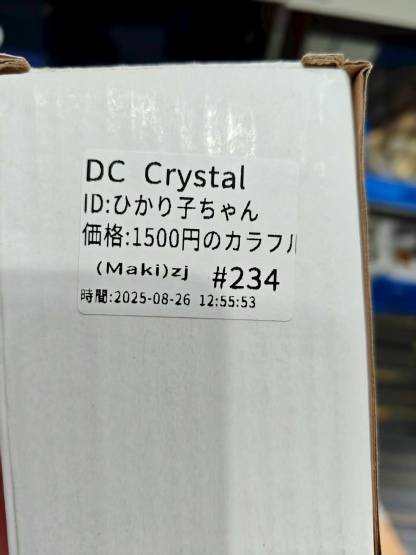 DC Crystal
ID:ひかり子ちゃん
価格:1500円のカラフル
(Maki)zj #234
時間:2025-08-26 12:55:53